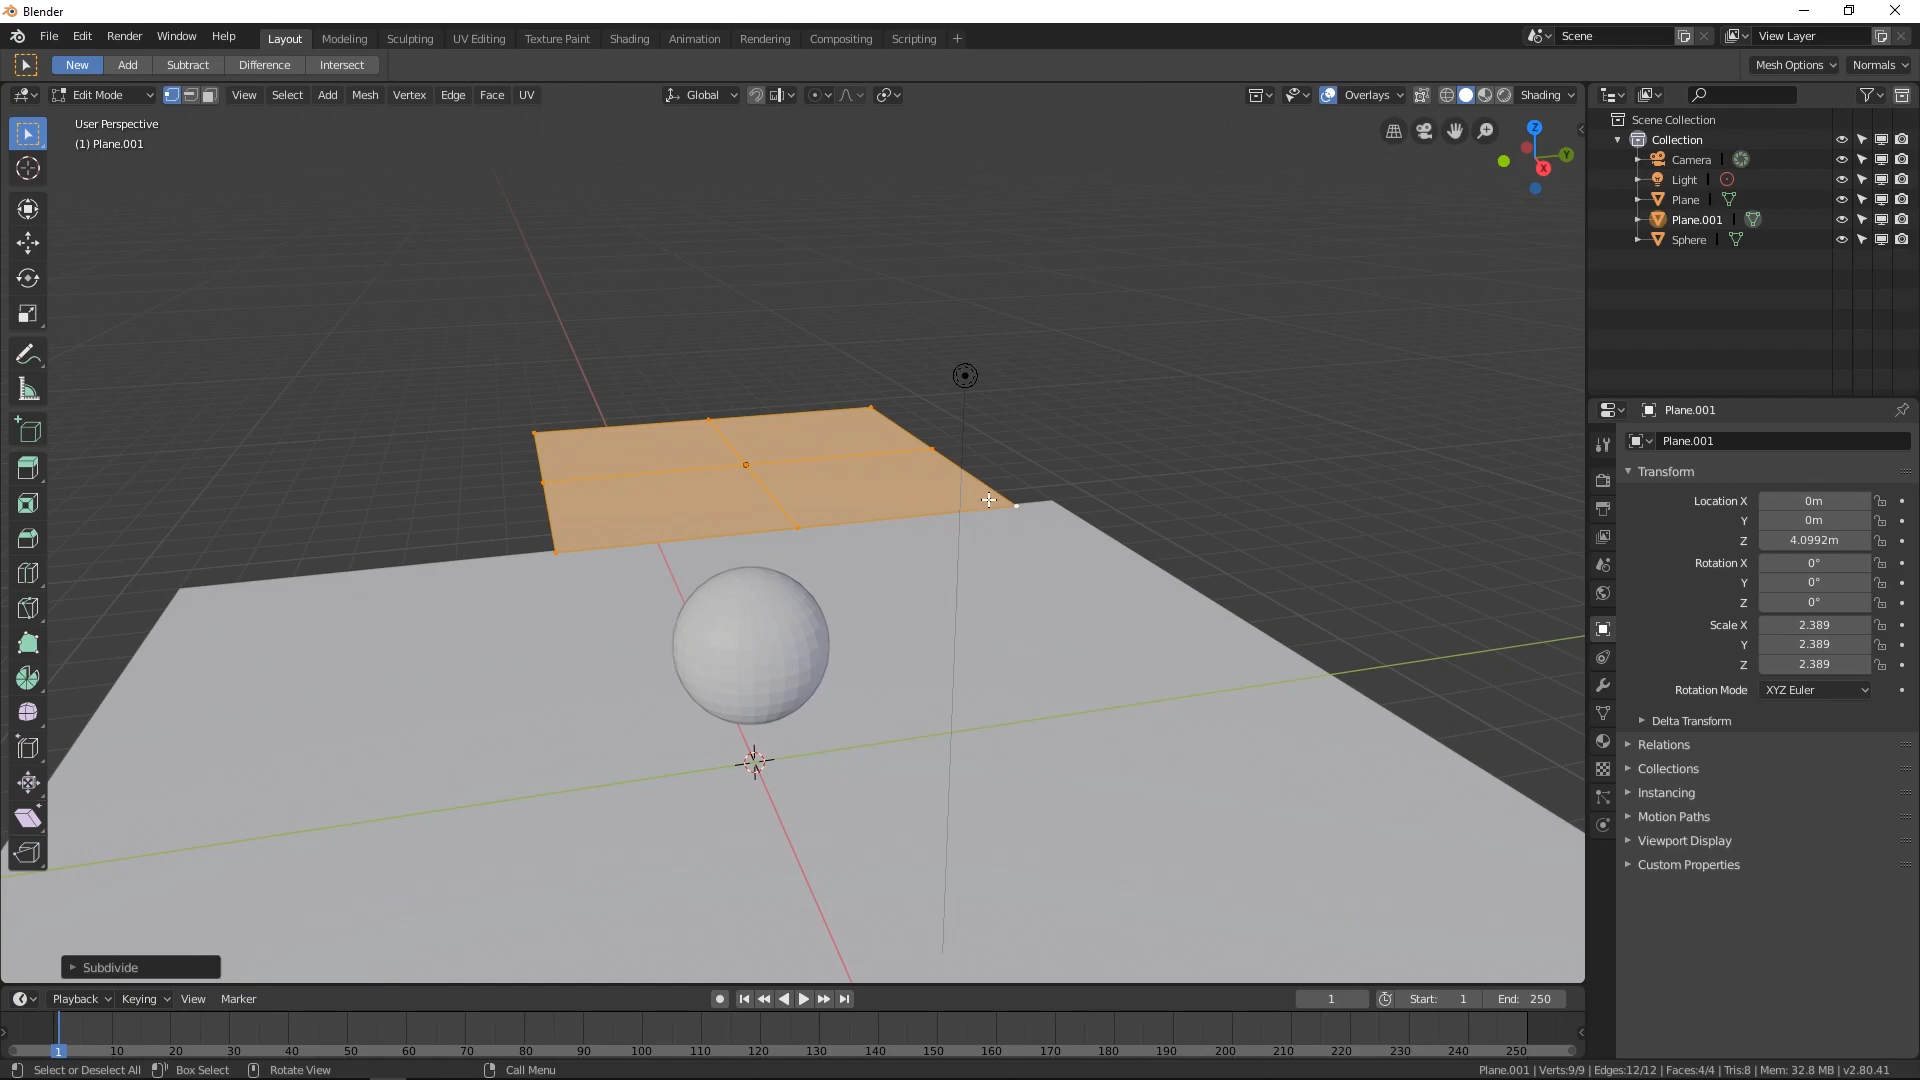 Blender
File Edit Render Window Help Layout Modeling Sculpting UV Editing Texture Paint Shading Animation Rendering Compositing Scripting + Scene View Layer
New Add Subtract Difference Intersect Mesh Options Normals
Edit Mode View Select Add Mesh Vertex Edge Face UV Global Overlays Shading
User Perspective
(1) Plane.001
Z
Y
X
Scene Collection
Collection
Camera
Light
Plane
Plane.001
Sphere
Plane.001
Plane.001
Transform
Location X 0m
Y 0m
Z 4.0992m
Rotation X 0°
Y 0°
Z 0°
Scale X 2.389
Y 2.389
Z 2.389
Rotation Mode XYZ Euler
Delta Transform
Relations
Collections
Instancing
Motion Paths
Viewport Display
Custom Properties
Subdivide
Playback Keying View Marker 1 Start: 1 End: 250
1 10 20 30 40 50 60 70 80 90 100 110 120 130 140 150 160 170 180 190 200 210 220 230 240 250
Select or Deselect All Box Select Rotate View Call Menu Plane.001 | Verts:9/9 | Edges:12/12 | Faces:4/4 | Tris:8 | Mem: 32.8 MB | v2.80.41